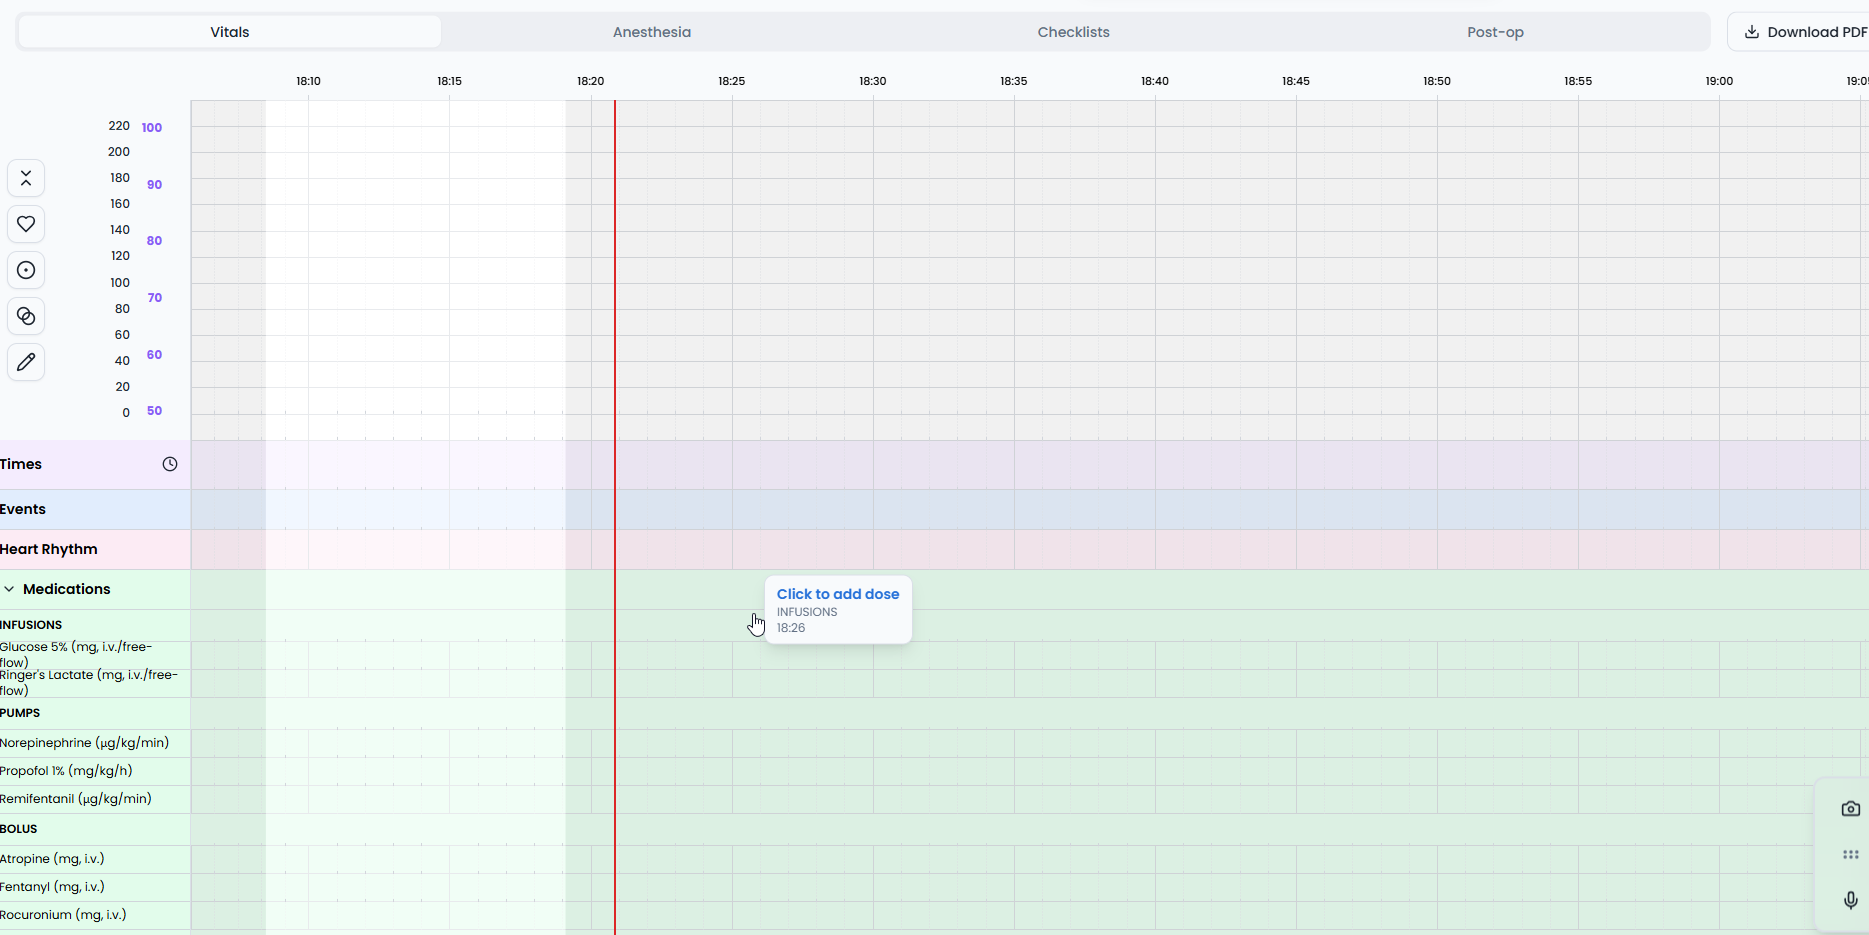 Vitals
Anesthesia
Checklists
Post-op
Download PDF
18:10 18:15 18:20 18:25 18:30 18:35 18:40 18:45 18:50 18:55 19:00 19:05
220 100
200
180 90
160
140 80
120
100 70
80
60 60
40
20
0 50
Times
Events
Heart Rhythm
Medications
Click to add dose
INFUSIONS
18:26
INFUSIONS
Glucose 5% (mg, i.v./free-
flow)
Ringer's Lactate (mg, i.v./free-
flow)
PUMPS
Norepinephrine (μg/kg/min)
Propofol 1% (mg/kg/h)
Remifentanil (μg/kg/min)
BOLUS
Atropine (mg, i.v.)
Fentanyl (mg, i.v.)
Rocuronium (mg, i.v.)